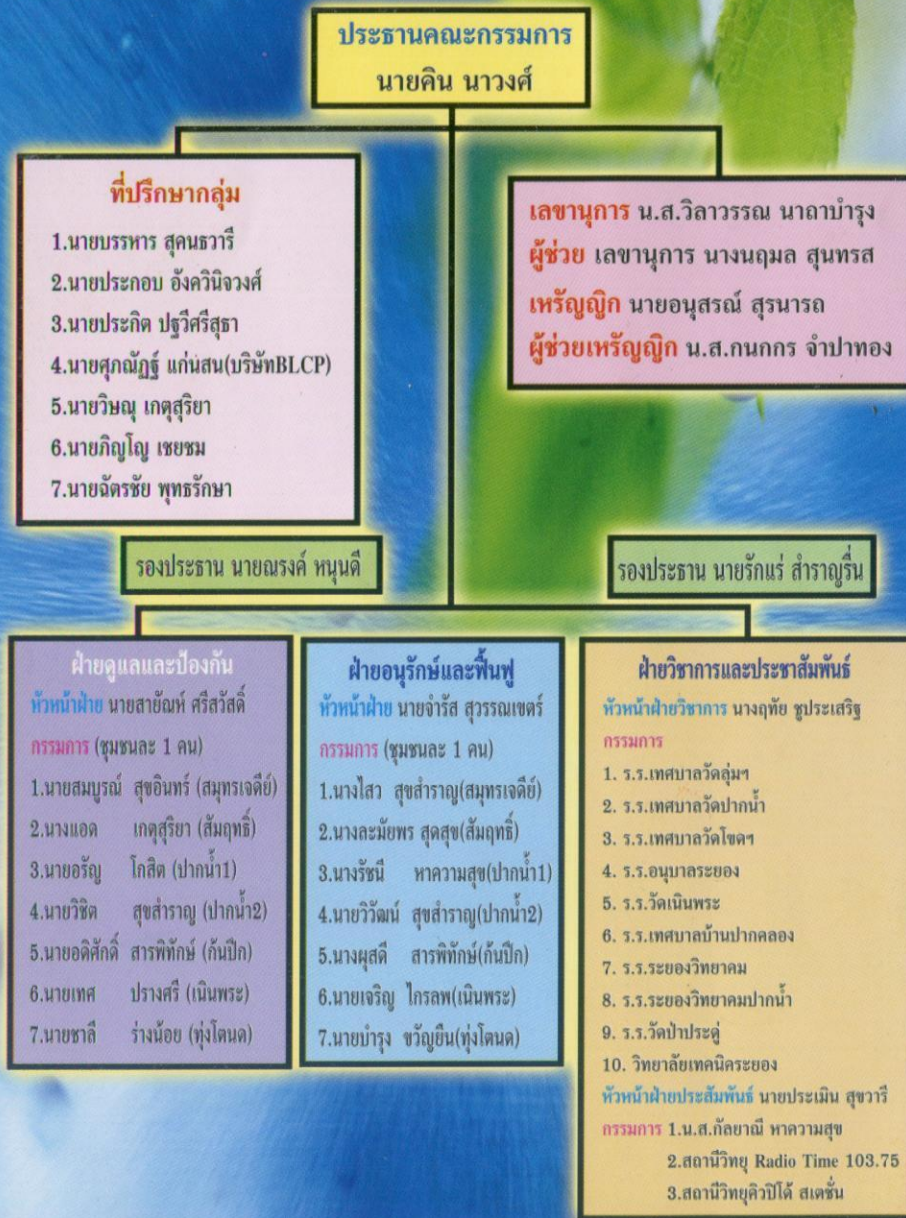 ประธานคณะกรรมการ
นายคิน นาวงศ์
ที่ปรึกษากลุ่ม
1.นายบรรหาร สุคนธวารี
2.นายประกอบ อังควินิจวงศ์
3.นายประกิต ปฐวีศรีสุธา
4.นายศุภณัฏฐ์ แก่นสน(บริษัทBLCP)
5.นายวิษณุ เกตุสุริยา
6.นายภิญโญ เชยชม
7.นายฉัตรชัย พุทธรักษา
เลขานุการ น.ส.วิลาวรรณ นาถาบำรุง
ผู้ช่วย เลขานุการ นางนฤมล สุนทรส
เหรัญญิก นายอนุสรณ์ สุรนารถ
ผู้ช่วยเหรัญญิก น.ส.กนกกร จำปาทอง
รองประธาน นายณรงค์ หนุนดี
รองประธาน นายรักแร่ สำราญรื่น
ฝ่ายดูแลและป้องกัน
หัวหน้าฝ่าย นายสายัณห์ ศรีสวัสดิ์
กรรมการ (ชุมชนละ 1 คน)
1.นายสมบูรณ์ สุขอินทร์ (สมุทรเจดีย์)
2.นางแอด เกตุสุริยา (สัมฤทธิ์)
3.นายอรัญ โกสิต (ปากน้ำ1)
4.นายวิชิต สุขสำราญ (ปากน้ำ2)
5.นายอดิศักดิ์ สารพิทักษ์ (ก้นปึก)
6.นายเทศ ปรางศรี (เนินพระ)
7.นายชาลี ร่างน้อย (ทุ่งโตนด)
ฝ่ายอนุรักษ์และฟื้นฟู
หัวหน้าฝ่าย นายจำรัส สุวรรณเขตร์
กรรมการ (ชุมชนละ 1 คน)
1.นางไสว สุขสำราญ(สมุทรเจดีย์)
2.นางละมัยพร สุดสุข(สัมฤทธิ์)
3.นางรัชนี หาความสุข(ปากน้ำ1)
4.นายวิวัฒน์ สุขสำราญ(ปากน้ำ2)
5.นางผุสดี สารพิทักษ์(ก้นปึก)
6.นายเจริญ ไกรลพ(เนินพระ)
7.นายบำรุง ขวัญยืน(ทุ่งโตนด)
ฝ่ายวิชาการและประชาสัมพันธ์
หัวหน้าฝ่ายวิชาการ นางฤทัย ชูประเสริฐ
กรรมการ
1. ร.ร.เทศบาลวัดลุ่มฯ
2. ร.ร.เทศบาลวัดปากน้ำ
3. ร.ร.เทศบาลวัดโขดฯ
4. ร.ร.อนุบาลระยอง
5. ร.ร.วัดเนินพระ
6. ร.ร.เทศบาลบ้านปากคลอง
7. ร.ร.ระยองวิทยาคม
8. ร.ร.ระยองวิทยาคมปากน้ำ
9. ร.ร.วัดป่าประดู่
10. วิทยาลัยเทคนิคระยอง
หัวหน้าฝ่ายประสัมพันธ์ นายประเมิน สุขวารี
กรรมการ 1.น.ส.กัลยาณี หาความสุข
2.สถานีวิทยุ Radio Time 103.75
3.สถานีวิทยุคิวปิโด้ สเตชั่น